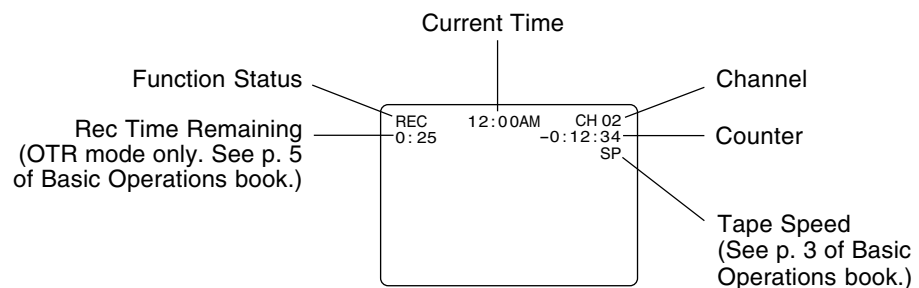 Current Time
Function Status
Channel
REC 12:00AM CH 02
Rec Time Remaining
(OTR mode only. See p. 5
of Basic Operations book.)
0:25 -0:12:34
Counter
SP
Tape Speed
(See p. 3 of Basic
Operations book.)